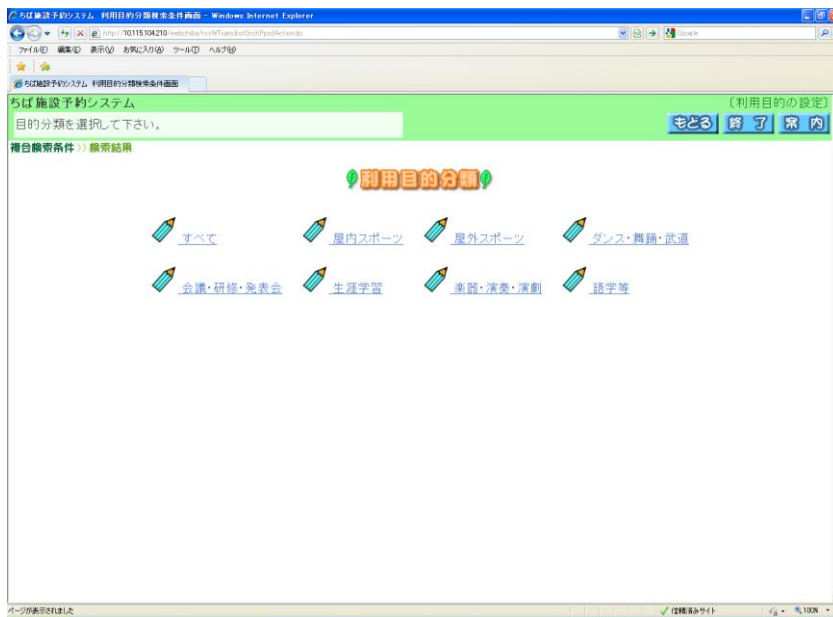 ちば施設予約システム 利用目的分類検索条件画面 - Windows Internet Explorer
ファイル(F) 編集(E) 表示(V) お気に入り(A) ツール(T) ヘルプ(H)
ちば施設予約システム 利用目的分類検索条件画面
ちば施設予約システム 〔利用目的の設定〕
目的分類を選択して下さい。 もどる 終了 案内
複合検索条件 >> 検索結果
利用目的分類
すべて 屋内スポーツ 屋外スポーツ ダンス・舞踊・武道
会議・研修・発表会 生涯学習 楽器・演奏・演劇 語学等
ページが表示されました 信頼済みサイト 100%